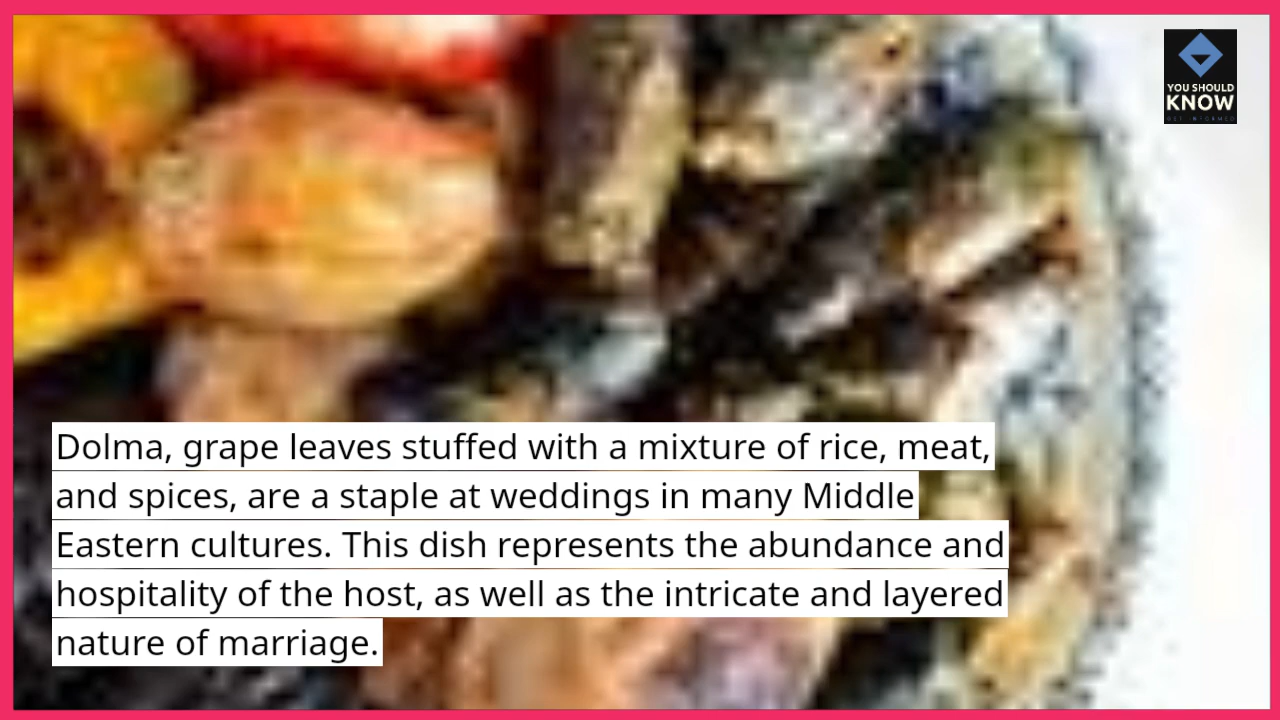 YOU SHOULD
KNOW
GET INFORMED
Dolma, grape leaves stuffed with a mixture of rice, meat,
and spices, are a staple at weddings in many Middle
Eastern cultures. This dish represents the abundance and
hospitality of the host, as well as the intricate and layered
nature of marriage.